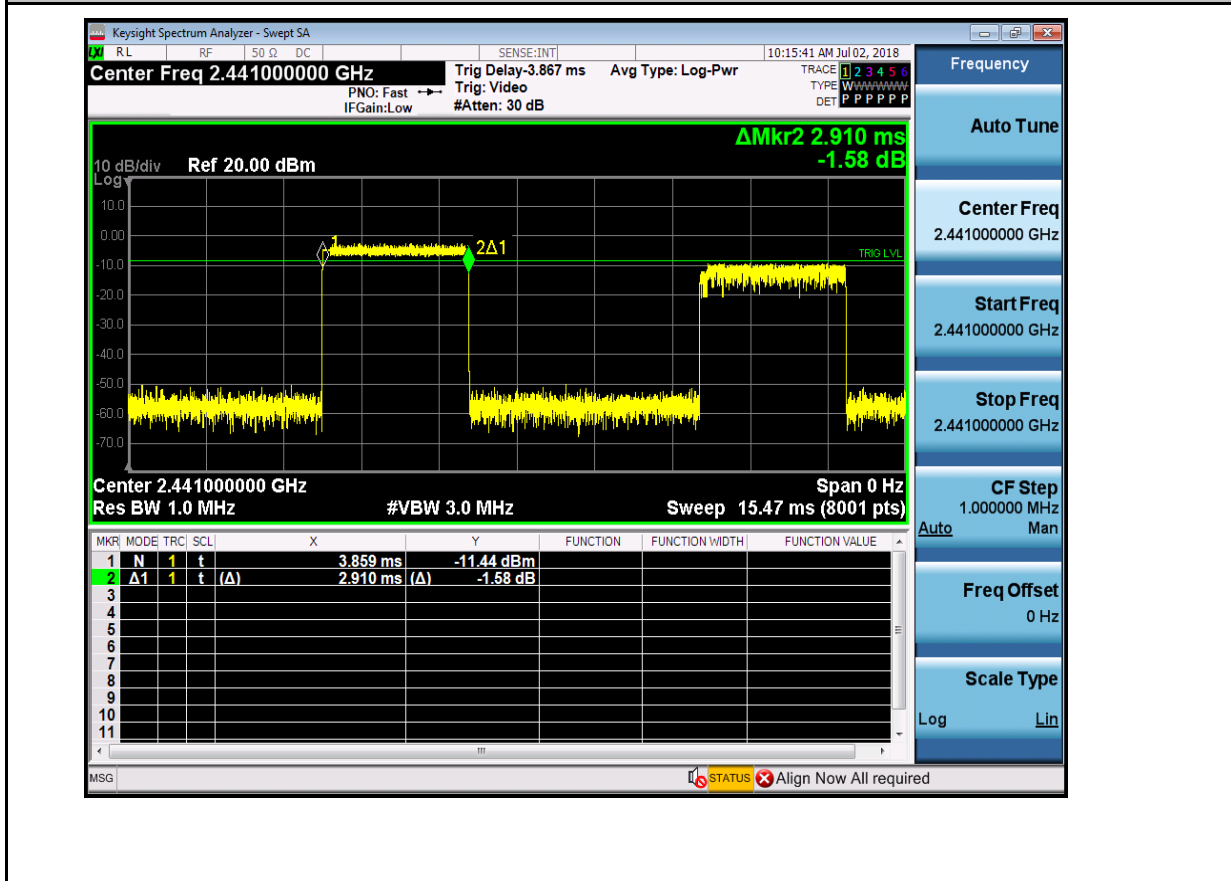 Keysight Spectrum Analyzer - Swept SA
LXI RL RF 50 Ω DC SENSE:INT 10:15:41 AM Jul 02, 2018
Center Freq 2.441000000 GHz
PNO: Fast
IFGain:Low
Trig Delay-3.867 ms
Trig: Video
#Atten: 30 dB
Avg Type: Log-Pwr
TRACE 1 2 3 4 5 6
TYPE WWWWWW
DET P P P P P P
ΔMkr2 2.910 ms
-1.58 dB
10 dB/div
Log
Ref 20.00 dBm
10.0
0.00
-10.0
-20.0
-30.0
-40.0
-50.0
-60.0
-70.0
1
2Δ1
TRIG LVL
Center 2.441000000 GHz
Span 0 Hz
Res BW 1.0 MHz
#VBW 3.0 MHz
Sweep 15.47 ms (8001 pts)
MKR MODE TRC SCL X Y FUNCTION FUNCTION WIDTH FUNCTION VALUE
1 N 1 t 3.859 ms -11.44 dBm
2 Δ1 1 t (Δ) 2.910 ms (Δ) -1.58 dB
3
4
5
6
7
8
9
10
11
MSG
STATUS
Align Now All required
Frequency
Auto Tune
Center Freq
2.441000000 GHz
Start Freq
2.441000000 GHz
Stop Freq
2.441000000 GHz
CF Step
1.000000 MHz
Auto Man
Freq Offset
0 Hz
Scale Type
Log Lin